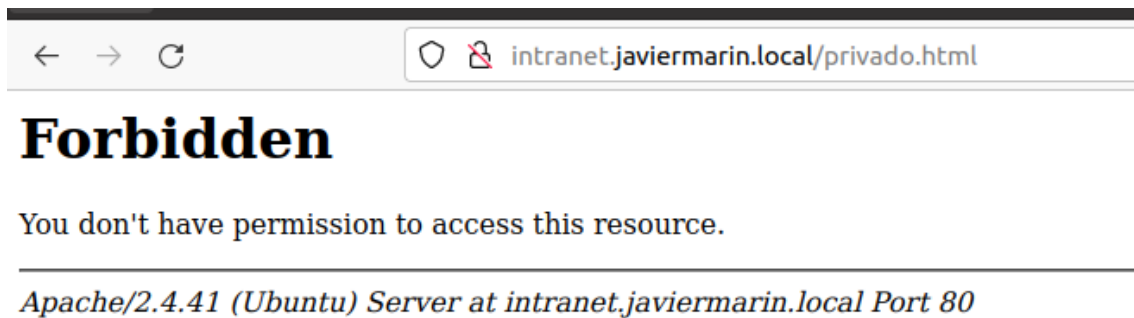 intranet.javiermarin.local/privado.html
Forbidden
You don't have permission to access this resource.
Apache/2.4.41 (Ubuntu) Server at intranet.javiermarin.local Port 80